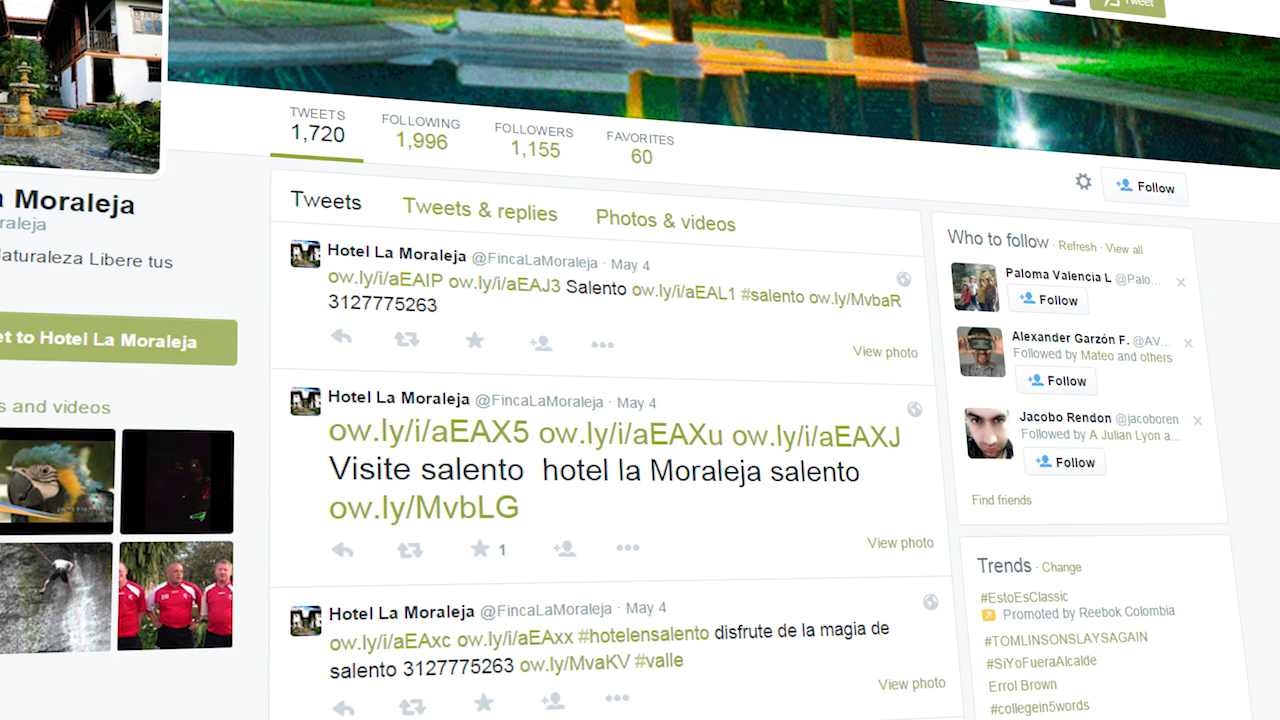 Tweet
TWEETS
1,720
FOLLOWING
1,996
FOLLOWERS
1,155
FAVORITES
60
Follow
Moraleja
raleja
Naturaleza Libere tus
et to Hotel La Moraleja
s and videos
Tweets
Tweets & replies
Photos & videos
Hotel La Moraleja @FincaLaMoraleja · May 4
ow.ly/i/aEAIP ow.ly/i/aEAJ3 Salento ow.ly/i/aEAL1 #salento ow.ly/MvbaR
3127775263
View photo
Hotel La Moraleja @FincaLaMoraleja · May 4
ow.ly/i/aEAX5 ow.ly/i/aEAXu ow.ly/i/aEAXJ
Visite salento hotel la Moraleja salento
ow.ly/MvbLG
1
View photo
Hotel La Moraleja @FincaLaMoraleja · May 4
ow.ly/i/aEAxc ow.ly/i/aEAxx #hotelensalento disfrute de la magia de
salento 3127775263 ow.ly/MvaKV #valle
View photo
Who to follow · Refresh · View all
Paloma Valencia L @Palo...
Follow
Alexander Garzón F. @AV...
Followed by Mateo and others
Follow
Jacobo Rendon @jacoboren
Followed by A Julian Lyon a...
Follow
Find friends
Trends · Change
#EstoEsClassic
Promoted by Reebok Colombia
#TOMLINSONSLAYSAGAIN
#SiYoFueraAlcalde
Errol Brown
#collegein5words